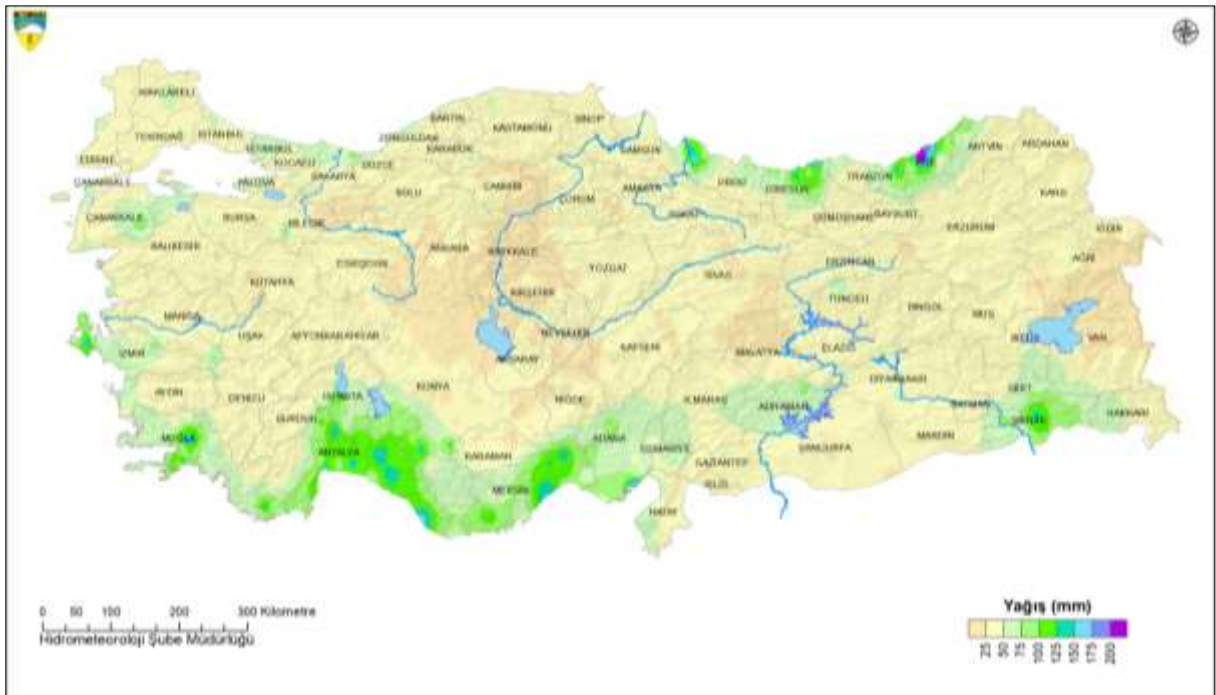 KIRKLARELİ
TEKİRDAĞ
İSTANBUL
EDİRNE
ÇANAKKALE
İSTANBUL
KOCAELİ
YALOVA
SAKARYA
DÜZCE
ZONGULDAK
BARTIN
KARABÜK
KASTAMONU
SİNOP
SAMSUN
ÇANAKKALE
BALIKESİR
BURSA
BİLECİK
BOLU
ÇANKIRI
ÇORUM
AMASYA
TOKAT
ORDU
GİRESUN
TRABZON
RİZE
ARTVİN
ARDAHAN
KARS
IĞDIR
AĞRI
GÜMÜŞHANE
BAYBURT
ERZURUM
ERZİNCAN
ESKİŞEHİR
ANKARA
KIRIKKALE
YOZGAT
SİVAS
KÜTAHYA
KIRŞEHİR
TUNCELİ
BİNGÖL
MUŞ
MANİSA
UŞAK
AFYONKARAHİSAR
NEVŞEHİR
KAYSERİ
MALATYA
ELAZIĞ
BİTLİS
VAN
İZMİR
AKSARAY
DİYARBAKIR
AYDIN
DENİZLİ
ISPARTA
BURDUR
KONYA
NİĞDE
K.MARAŞ
ADIYAMAN
BATMAN
SİİRT
ŞIRNAK
HAKKARİ
MUĞLA
ANTALYA
KARAMAN
MERSİN
ADANA
OSMANİYE
GAZİANTEP
ŞANLIURFA
MARDİN
KİLİS
HATAY
0 50 100 200 300 Kilometre
Hidrometeoroloji Şube Müdürlüğü
Yağış (mm)
25 50 75 100 125 150 175 200